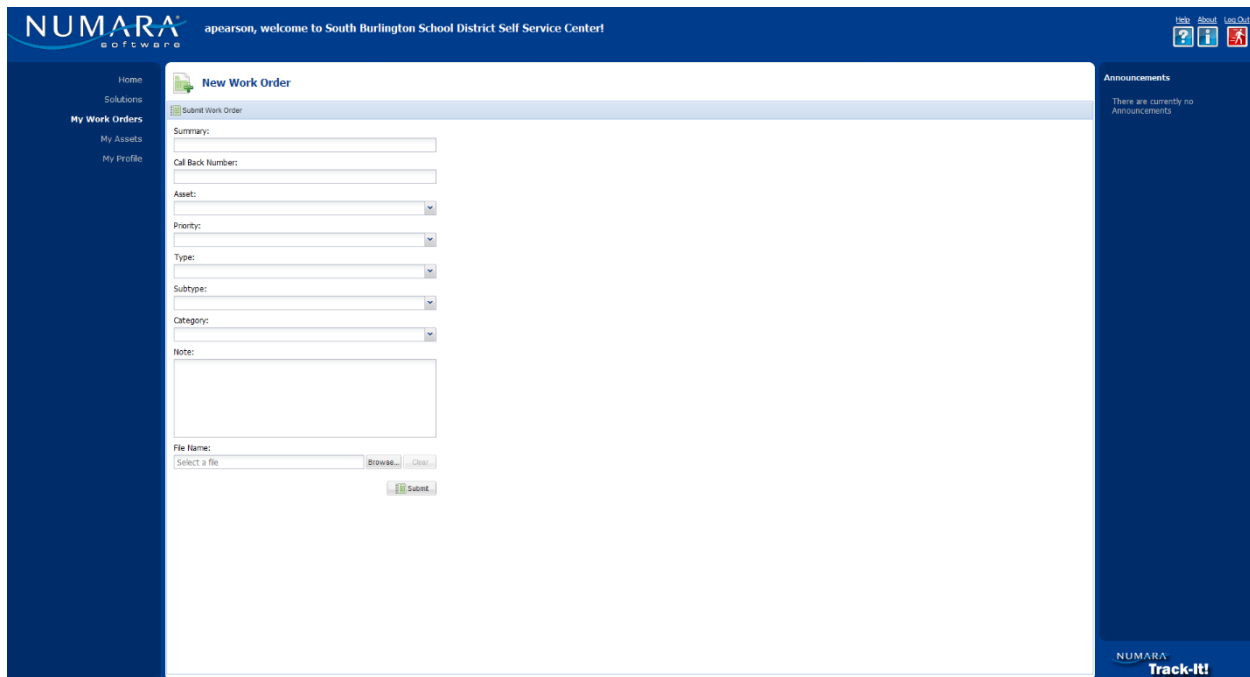 NUMARA
software
apearson, welcome to South Burlington School District Self Service Center!
Help About Log Out
Home
Solutions
My Work Orders
My Assets
My Profile
New Work Order
Submit Work Order
Summary:
Call Back Number:
Asset:
Priority:
Type:
Subtype:
Category:
Note:
File Name:
Select a file Browse... Clear
Submit
Announcements
There are currently no
Announcements
NUMARA
Track-It!